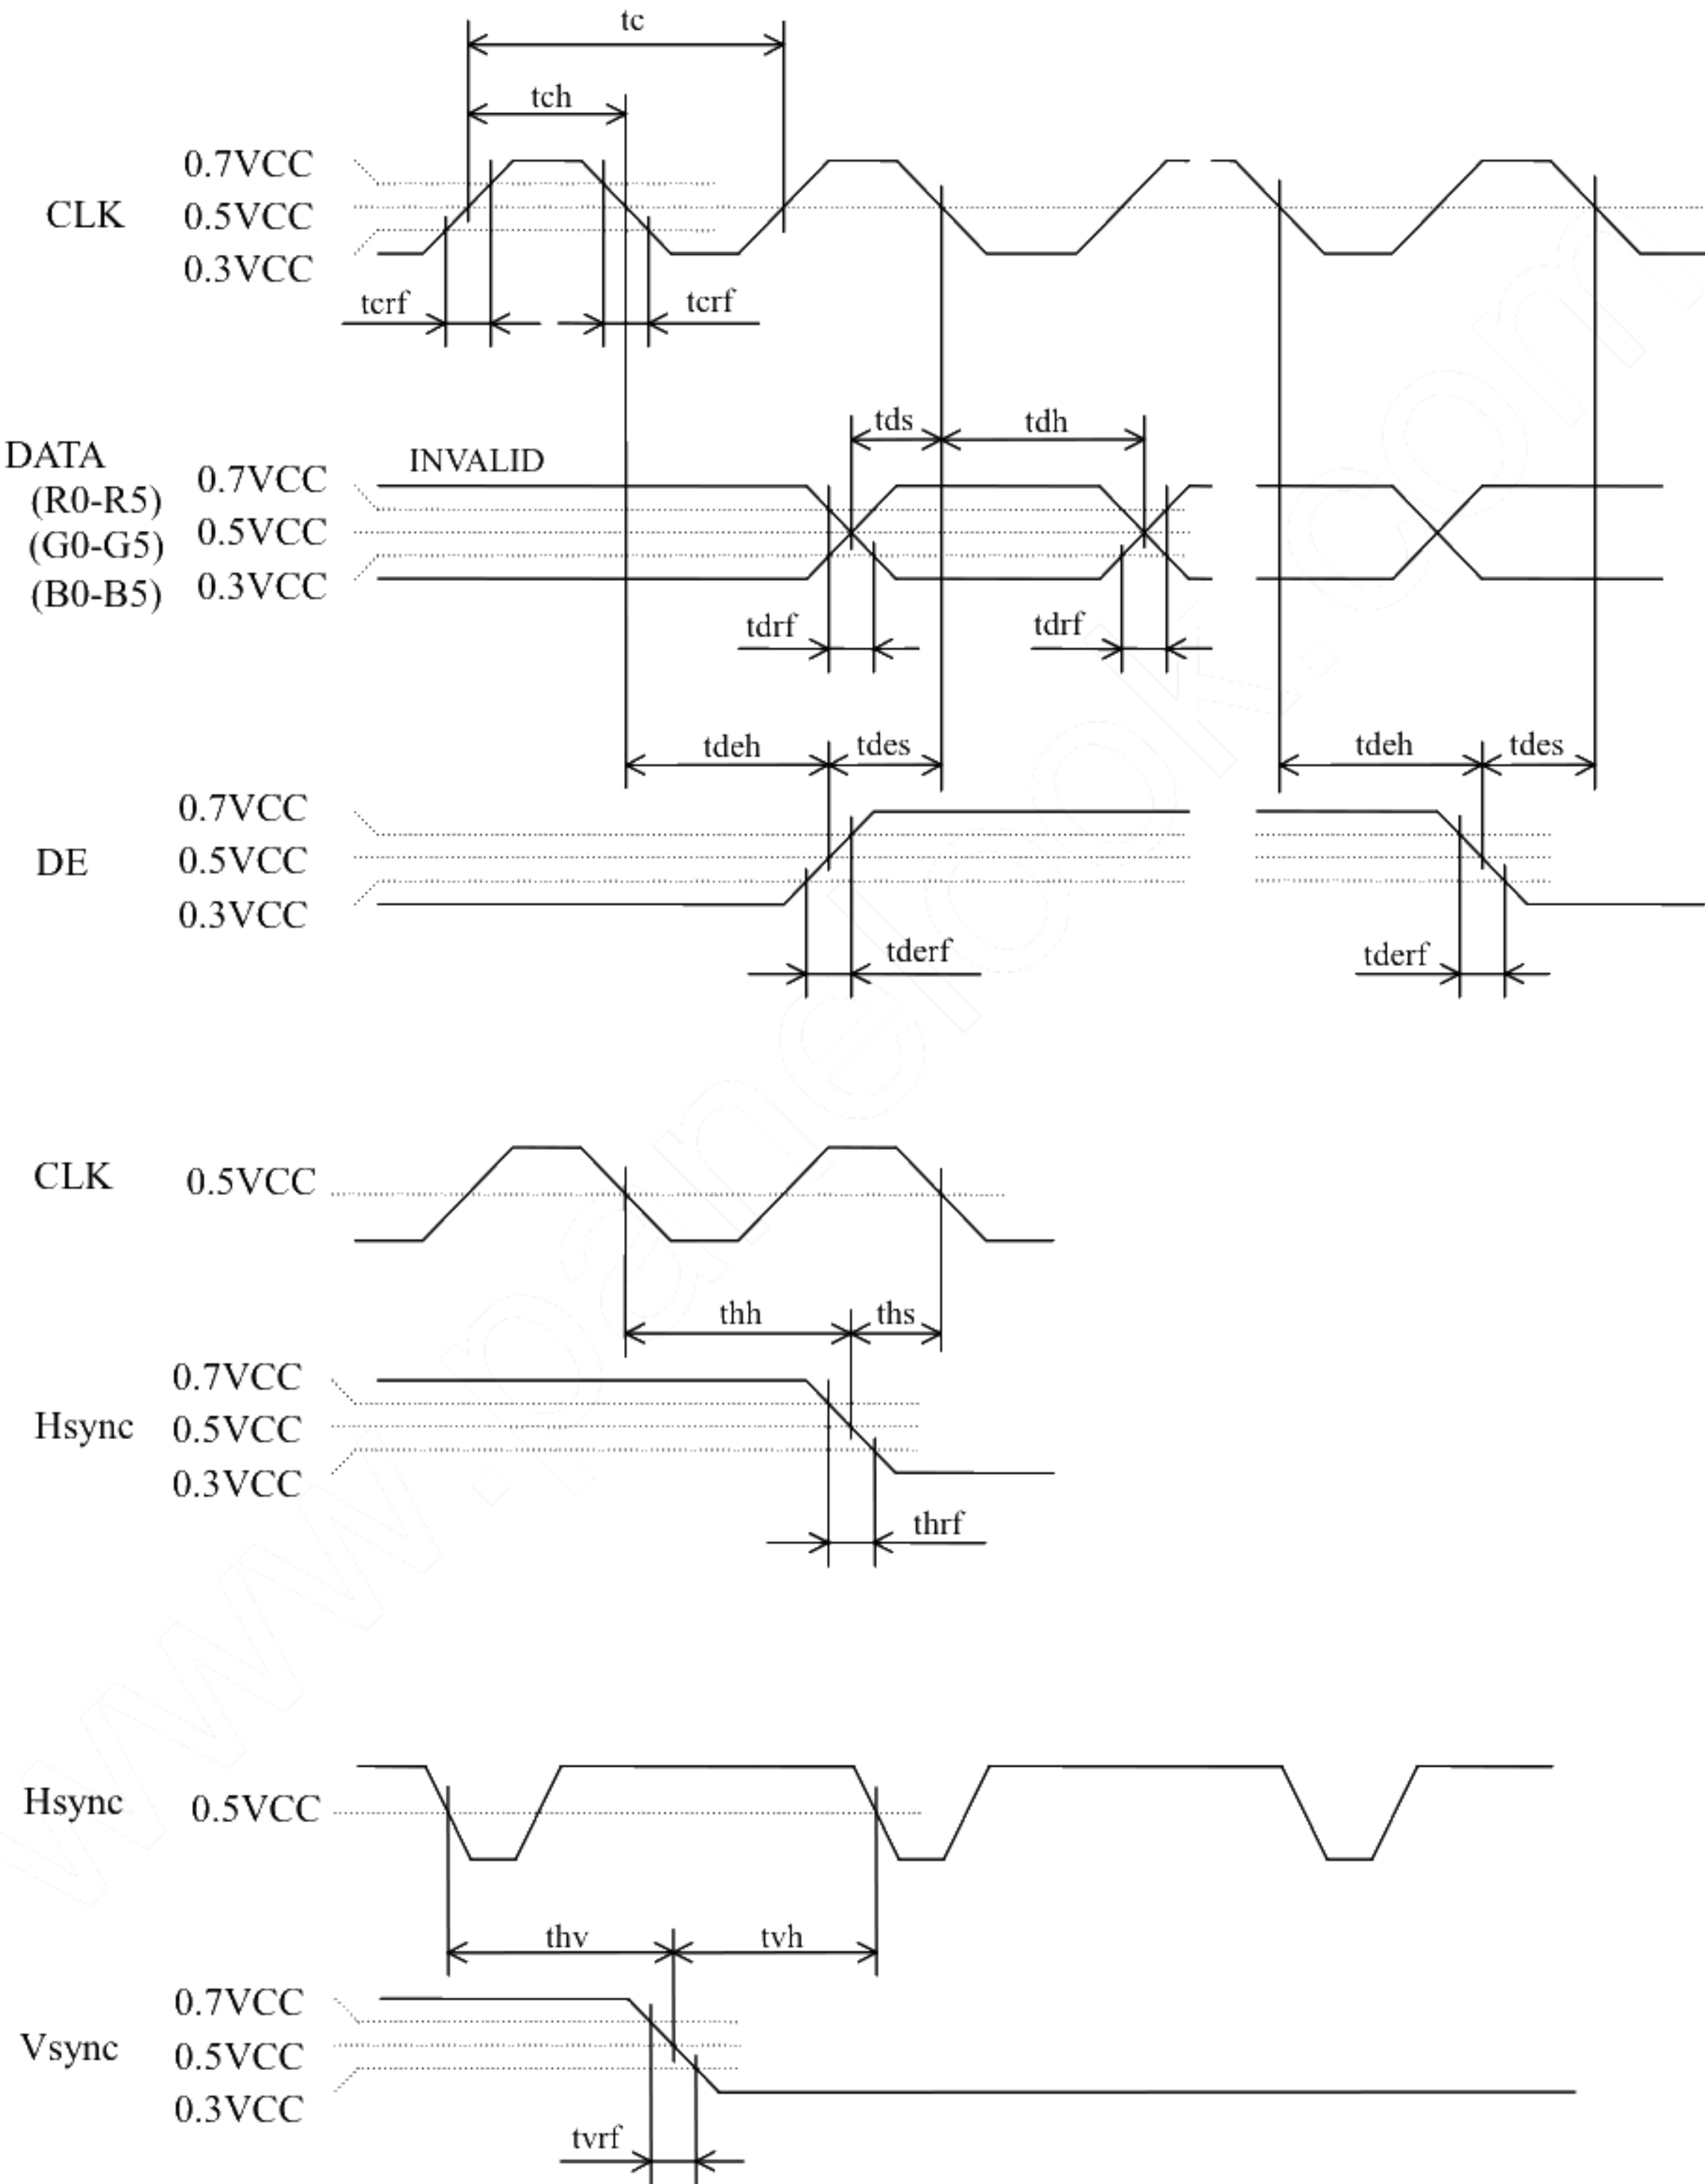 tc
tch
0.7VCC
CLK 0.5VCC
0.3VCC
tcrf tcrf
tds tdh
DATA INVALID
0.7VCC
(R0-R5)
0.5VCC
(G0-G5)
0.3VCC
(B0-B5)
tdrf tdrf
tdeh tdes tdeh tdes
0.7VCC
DE 0.5VCC
0.3VCC
tderf tderf
CLK 0.5VCC
thh ths
0.7VCC
Hsync 0.5VCC
0.3VCC
thrf
Hsync 0.5VCC
thv tvh
0.7VCC
Vsync 0.5VCC
0.3VCC
tvrf
www.panelook.com